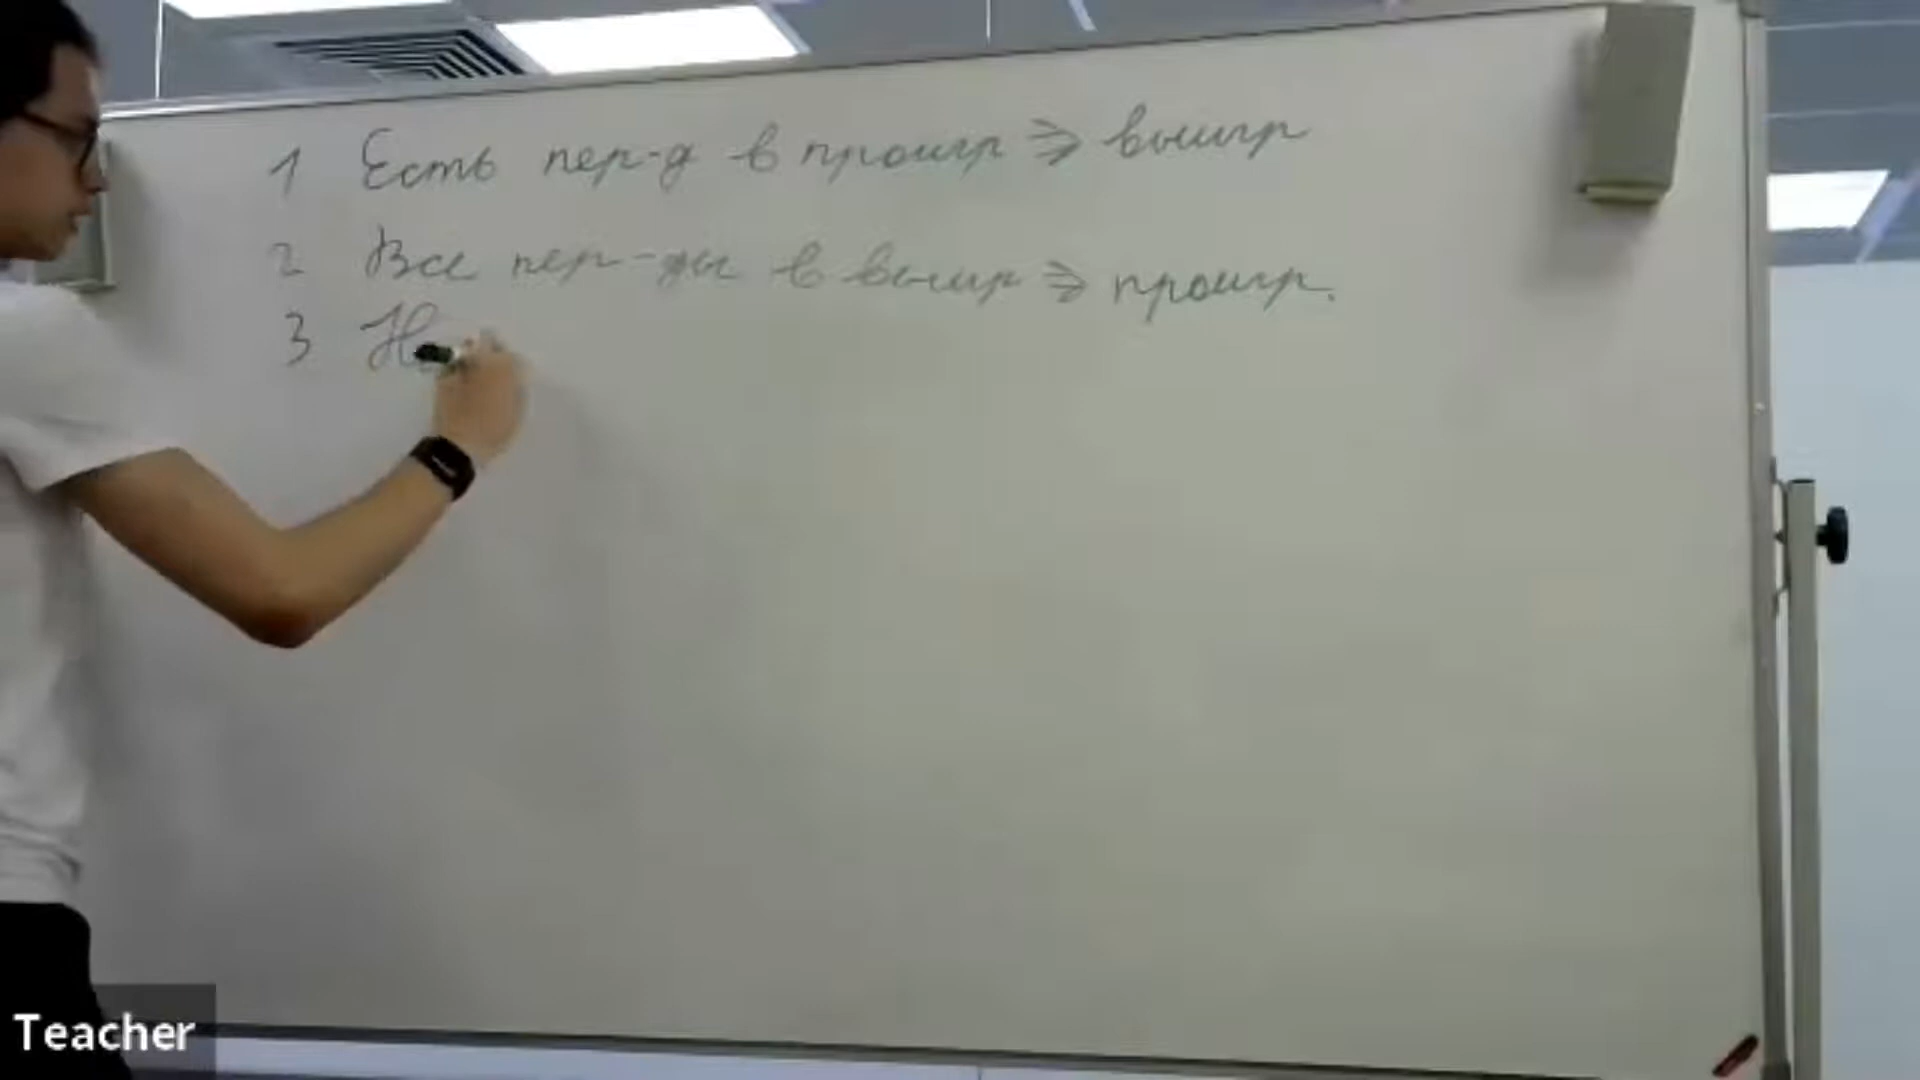 1 Есть пер-д в проигр => выигр
2 Все пер-ды в выигр => проигр.
3 Н
Teacher